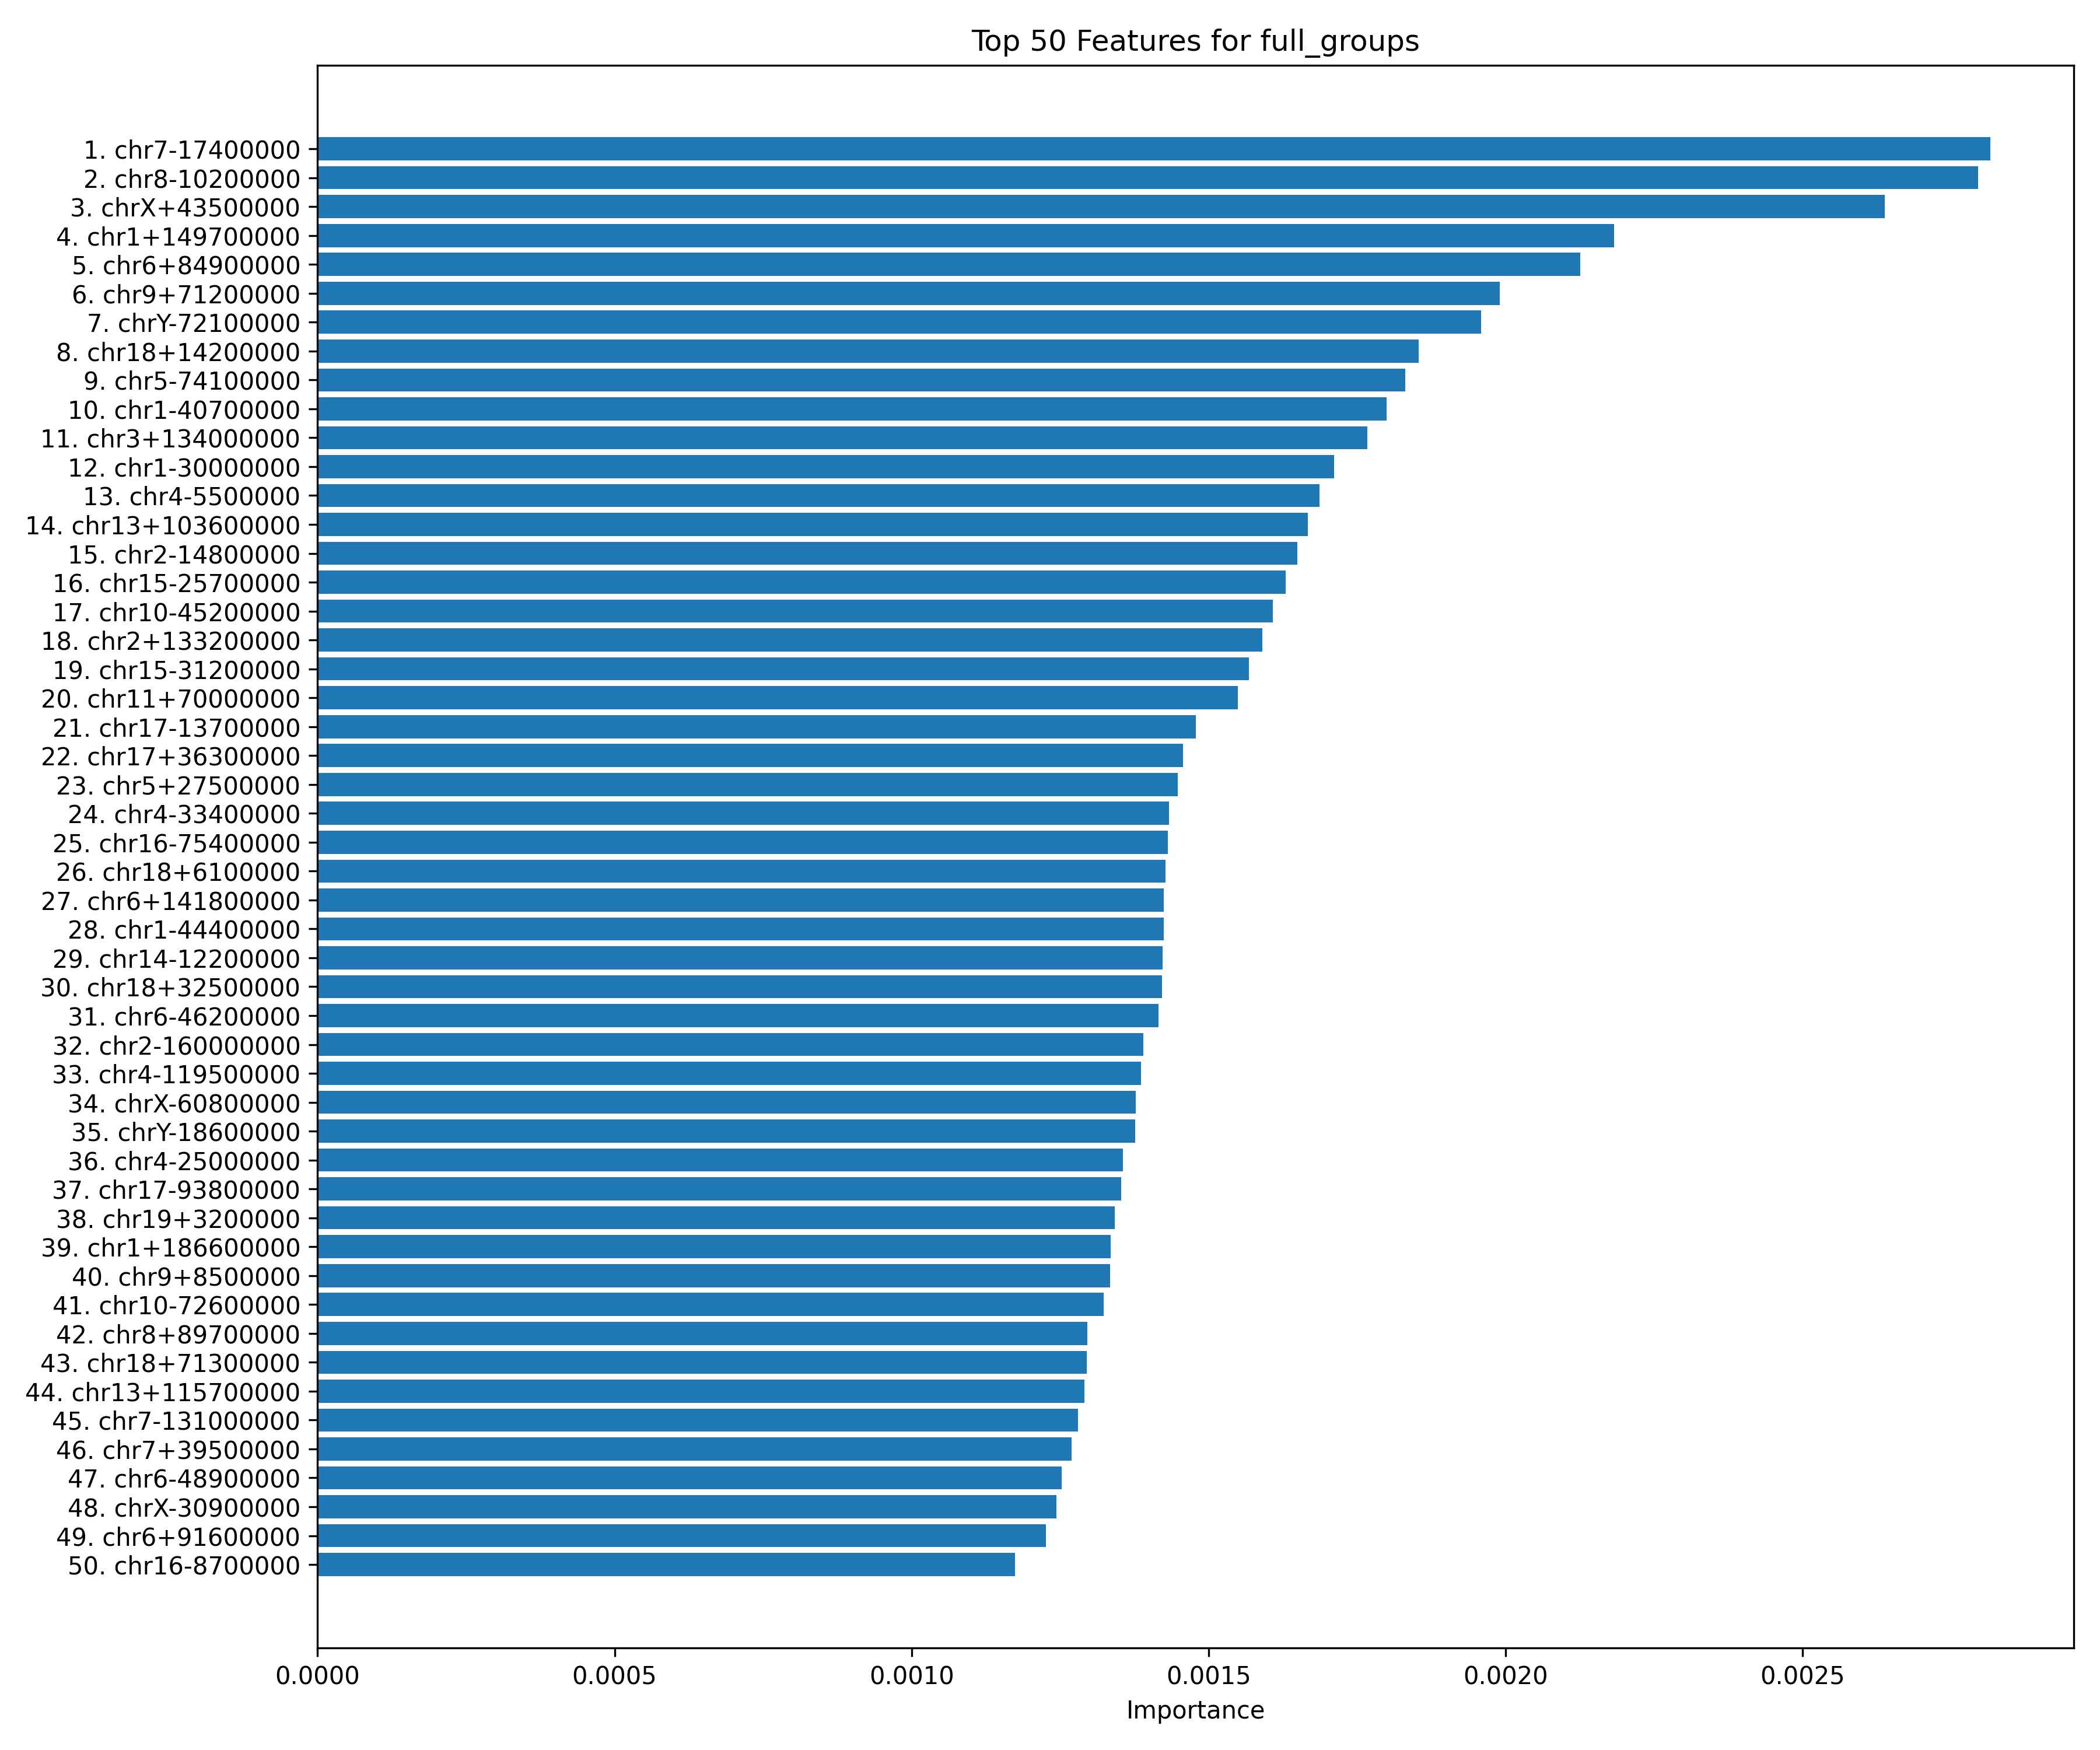 Top 50 Features for full_groups
1. chr7-17400000
2. chr8-10200000
3. chrX+43500000
4. chr1+149700000
5. chr6+84900000
6. chr9+71200000
7. chrY-72100000
8. chr18+14200000
9. chr5-74100000
10. chr1-40700000
11. chr3+134000000
12. chr1-30000000
13. chr4-5500000
14. chr13+103600000
15. chr2-14800000
16. chr15-25700000
17. chr10-45200000
18. chr2+133200000
19. chr15-31200000
20. chr11+70000000
21. chr17-13700000
22. chr17+36300000
23. chr5+27500000
24. chr4-33400000
25. chr16-75400000
26. chr18+6100000
27. chr6+141800000
28. chr1-44400000
29. chr14-12200000
30. chr18+32500000
31. chr6-46200000
32. chr2-160000000
33. chr4-119500000
34. chrX-60800000
35. chrY-18600000
36. chr4-25000000
37. chr17-93800000
38. chr19+3200000
39. chr1+186600000
40. chr9+8500000
41. chr10-72600000
42. chr8+89700000
43. chr18+71300000
44. chr13+115700000
45. chr7-131000000
46. chr7+39500000
47. chr6-48900000
48. chrX-30900000
49. chr6+91600000
50. chr16-8700000
0.0000 0.0005 0.0010 0.0015 0.0020 0.0025
Importance